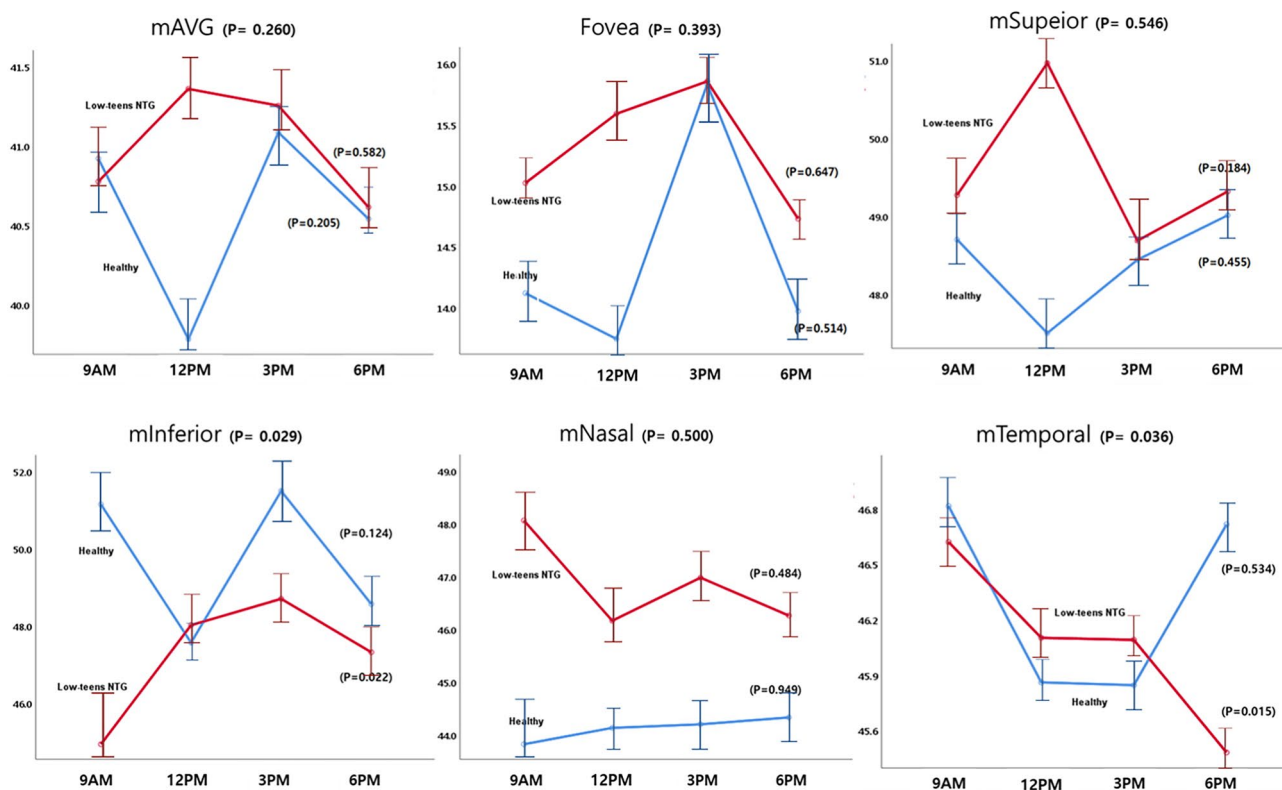 mAVG (P= 0.260)
41.5
41.0
40.5
40.0
Low-teens NTG
Healthy
(P=0.582)
(P=0.205)
9AM 12PM 3PM 6PM
Fovea (P= 0.393)
16.0
15.5
15.0
14.5
14.0
Low-teens NTG
Healthy
(P=0.647)
(P=0.514)
9AM 12PM 3PM 6PM
mSupeior (P= 0.546)
51.0
50.0
49.0
48.0
Low-teens NTG
Healthy
(P=0.184)
(P=0.455)
9AM 12PM 3PM 6PM
mInferior (P= 0.029)
52.0
50.0
48.0
46.0
Healthy
Low-teens NTG
(P=0.124)
(P=0.022)
9AM 12PM 3PM 6PM
mNasal (P= 0.500)
49.0
48.0
47.0
46.0
45.0
44.0
Low-teens NTG
Healthy
(P=0.484)
(P=0.949)
9AM 12PM 3PM 6PM
mTemporal (P= 0.036)
46.8
46.5
46.2
45.9
45.6
Low-teens NTG
Healthy
(P=0.534)
(P=0.015)
9AM 12PM 3PM 6PM